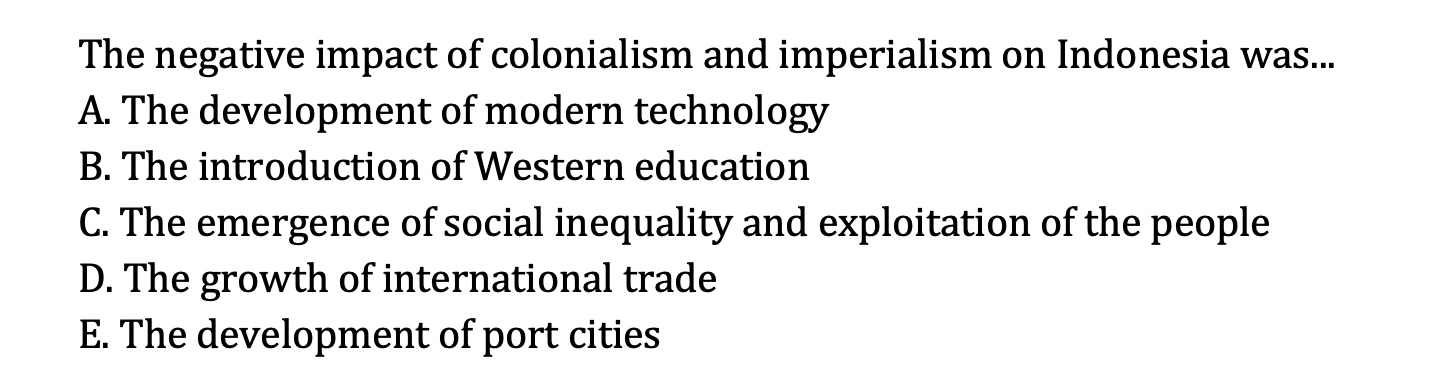 The negative impact of colonialism and imperialism on Indonesia was...
A. The development of modern technology
B. The introduction of Western education
C. The emergence of social inequality and exploitation of the people
D. The growth of international trade
E. The development of port cities